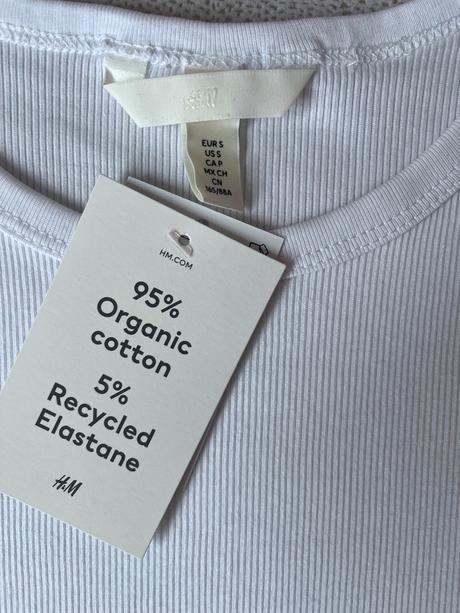 H&M
EUR S
US S
CA P
MX CH
CN
165/88A
HM.COM
95%
Organic
cotton
5%
Recycled
Elastane
H&M